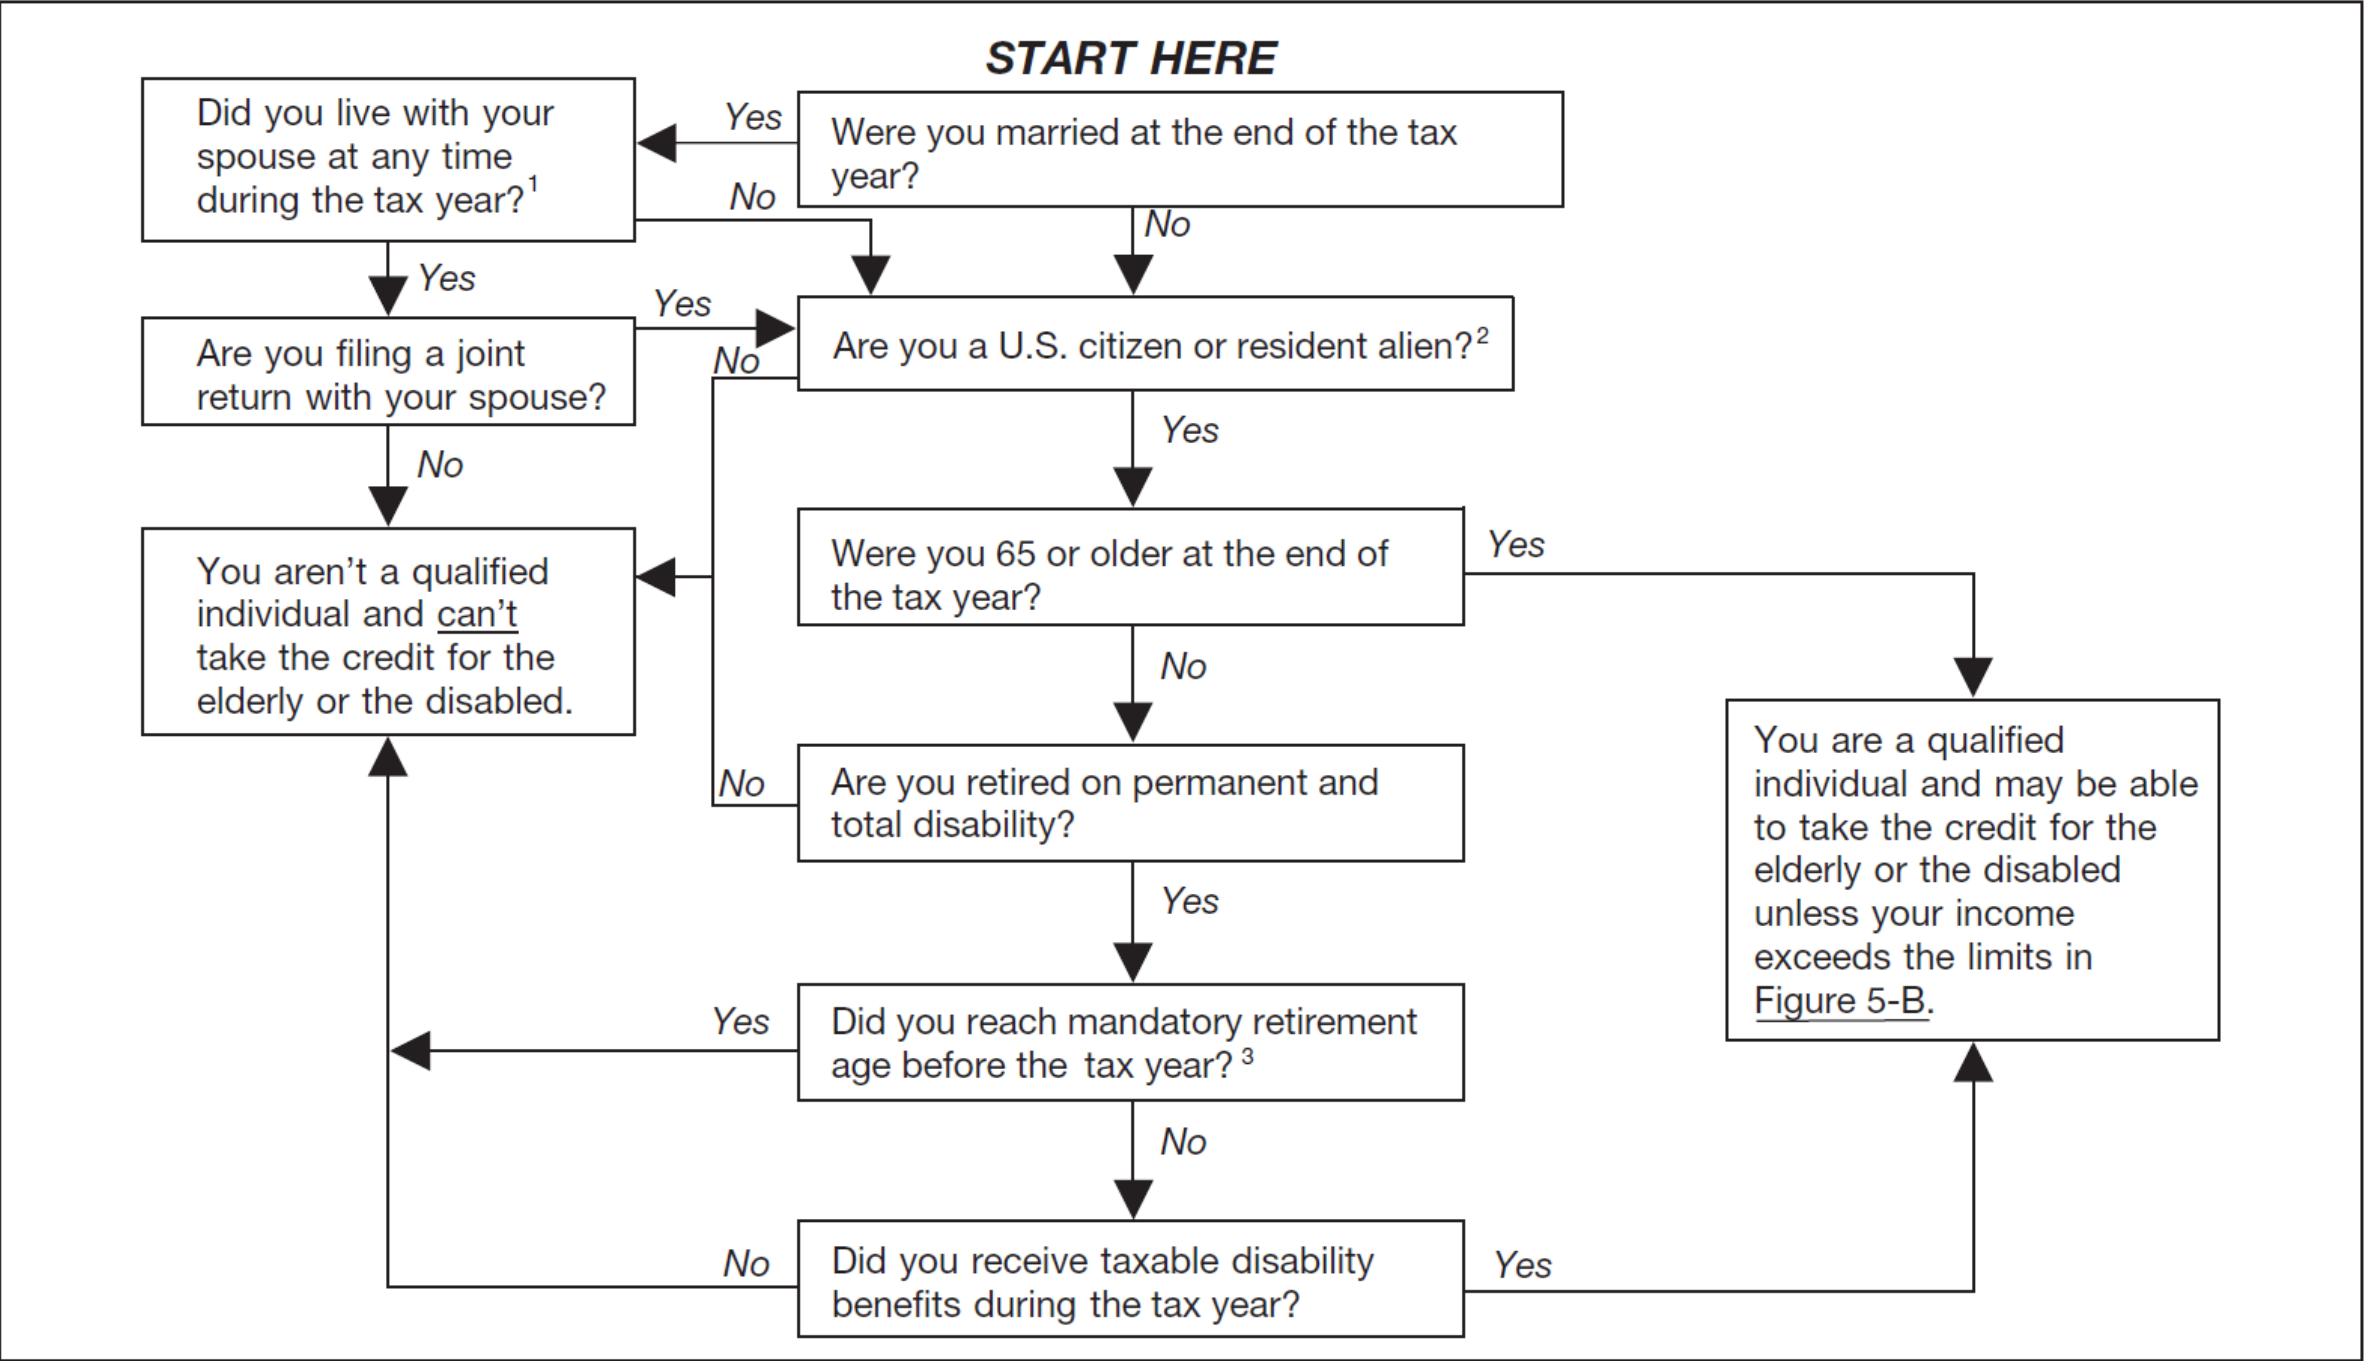 START HERE
Did you live with your
spouse at any time
during the tax year?1
Yes
Were you married at the end of the tax
year?
No
No
Yes
Yes
Are you filing a joint
return with your spouse?
Are you a U.S. citizen or resident alien?2
No
Yes
No
You aren't a qualified
individual and can't
take the credit for the
elderly or the disabled.
Were you 65 or older at the end of
the tax year?
Yes
No
Are you retired on permanent and
total disability?
No
Yes
You are a qualified
individual and may be able
to take the credit for the
elderly or the disabled
unless your income
exceeds the limits in
Figure 5-B.
Yes
Did you reach mandatory retirement
age before the tax year? 3
No
No
Did you receive taxable disability
benefits during the tax year?
Yes